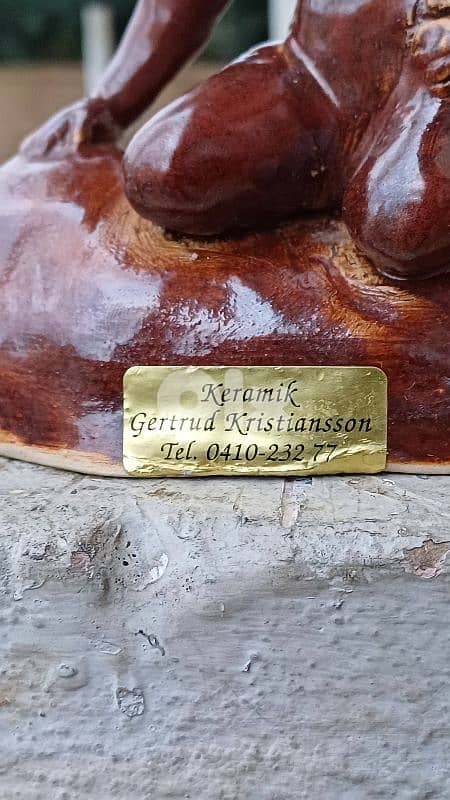 Keramik
Gertrud Kristiansson
Tel. 0410-232 77